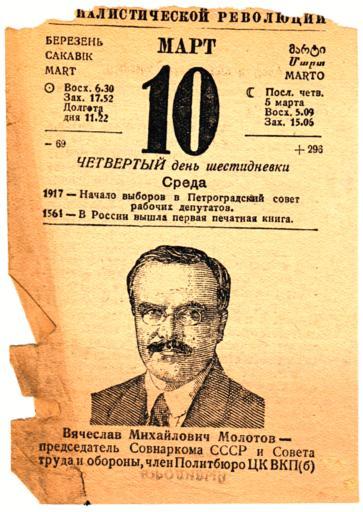 НАЛИСТИЧЕСКОЙ РЕВОЛЮЦИИ
БЕРЕЗЕНЬ
САКАВІК
MART
МАРТ
მარტი
Մարտ
MARTO
Восх. 6.30
Зах. 17.52
Долгота
дня 11.22
10
☾ Посл. четв.
5 марта
Восх. 5.09
Зах. 15.06
— 69
+ 296
ЧЕТВЕРТЫЙ день шестидневки
Среда
1917 — Начало выборов в Петроградский совет
рабочих депутатов.
1561 — В России вышла первая печатная книга.
Вячеслав Михайлович Молотов —
председатель Совнаркома СССР и Совета
труда и обороны, член Политбюро ЦК ВКП(б)